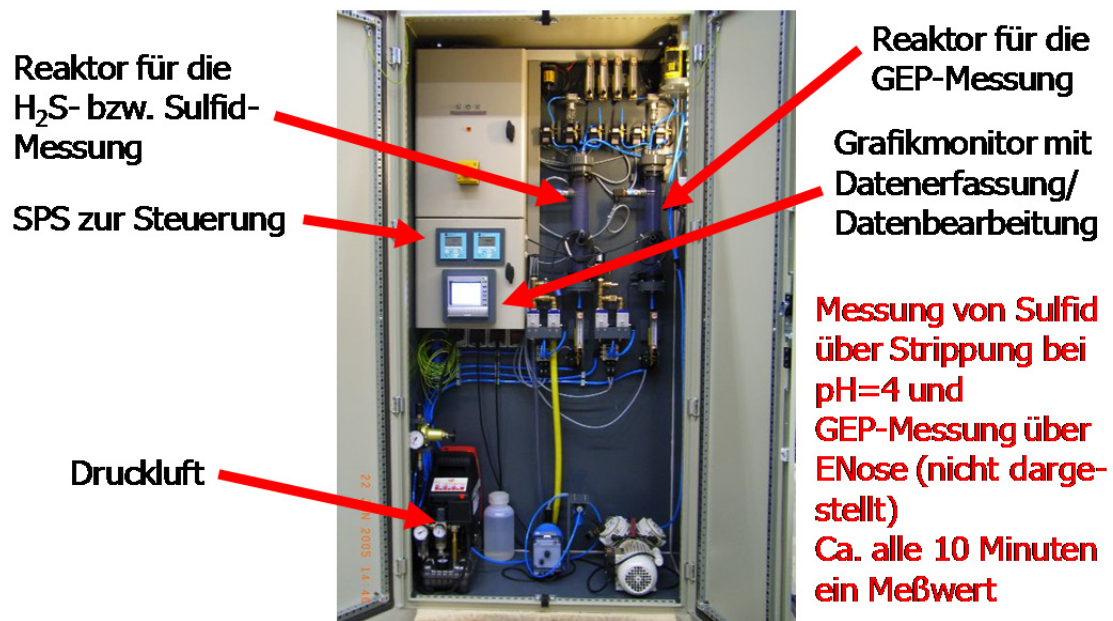 Reaktor für die
H₂S- bzw. Sulfid-
Messung
SPS zur Steuerung
Druckluft
Reaktor für die
GEP-Messung
Grafikmonitor mit
Datenerfassung/
Datenbearbeitung
Messung von Sulfid
über Strippung bei
pH=4 und
GEP-Messung über
ENose (nicht darge-
stellt)
Ca. alle 10 Minuten
ein Meßwert